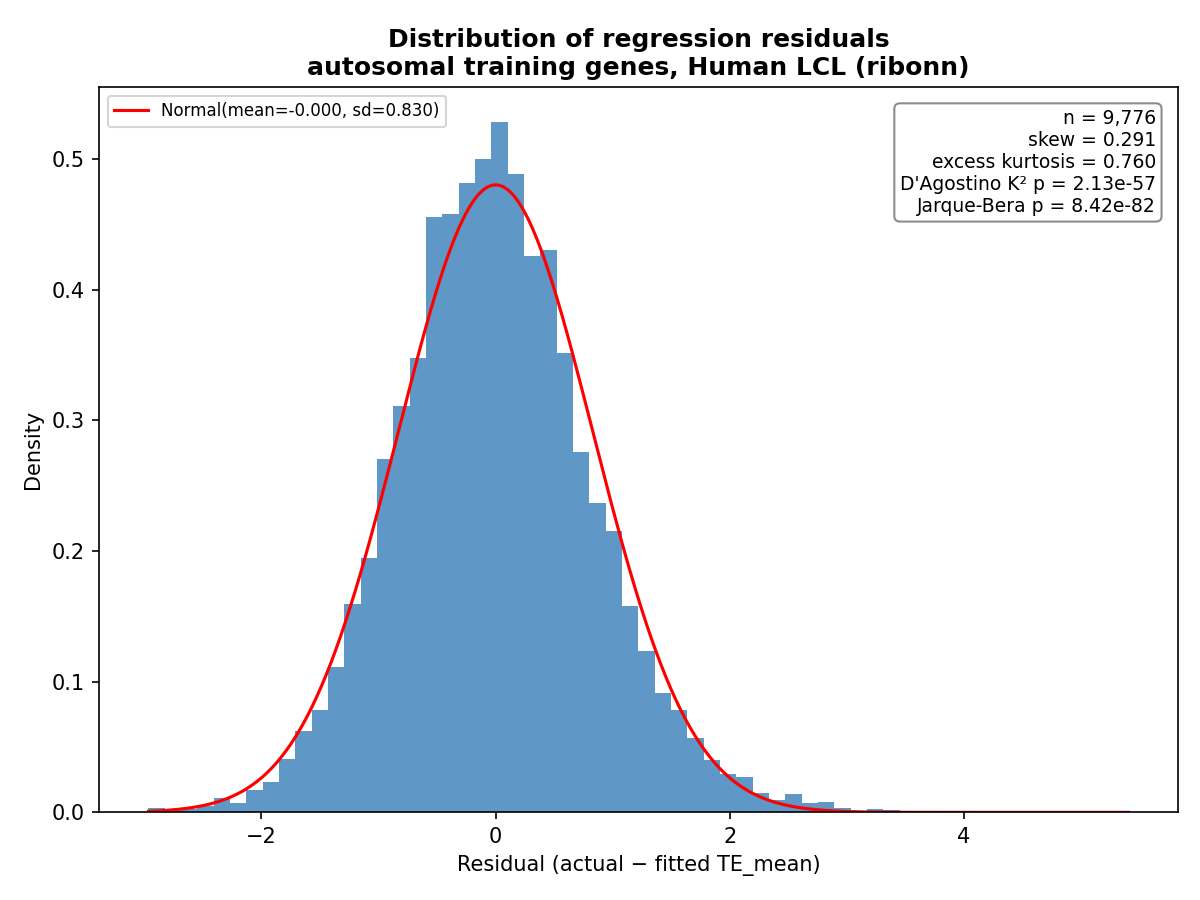 Distribution of regression residuals
autosomal training genes, Human LCL (ribonn)
Normal(mean=-0.000, sd=0.830)
n = 9,776
skew = 0.291
excess kurtosis = 0.760
D'Agostino K² p = 2.13e-57
Jarque-Bera p = 8.42e-82
Density
0.5
0.4
0.3
0.2
0.1
0.0
−2
0
2
4
Residual (actual − fitted TE_mean)